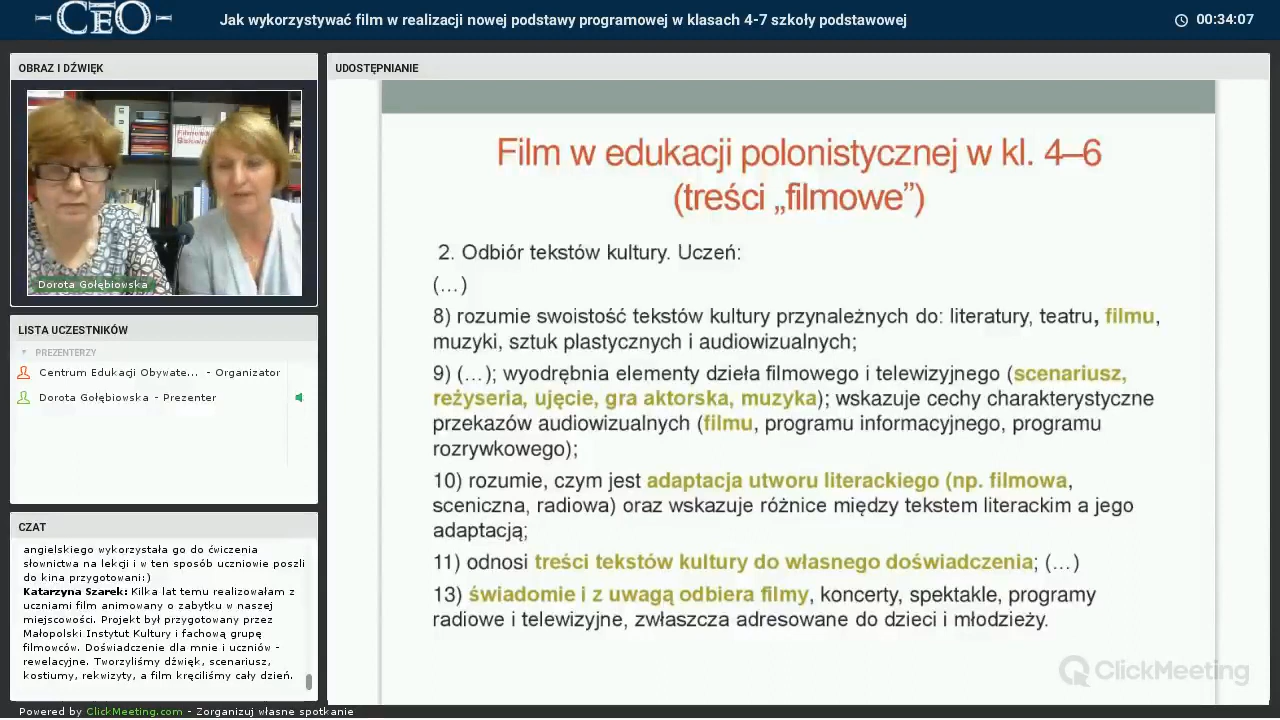 CEO
Jak wykorzystywać film w realizacji nowej podstawy programowej w klasach 4-7 szkoły podstawowej
00:34:07
OBRAZ I DŹWIĘK
Dorota Gołębiowska
LISTA UCZESTNIKÓW
PREZENTERZY
Centrum Edukacji Obywate... - Organizator
Dorota Gołębiowska - Prezenter
CZAT
angielskiego wykorzystała go do ćwiczenia
słownictwa na lekcji i w ten sposób uczniowie poszli
do kina przygotowani:)
Katarzyna Szarek: Kilka lat temu realizowałam z
uczniami film animowany o zabytku w naszej
miejscowości. Projekt był przygotowany przez
Małopolski Instytut Kultury i fachową grupę
filmowców. Doświadczenie dla mnie i uczniów -
rewelacyjne. Tworzyliśmy dźwięk, scenariusz,
kostiumy, rekwizyty, a film kręciliśmy cały dzień.
UDOSTĘPNIANIE
Film w edukacji polonistycznej w kl. 4–6
(treści „filmowe”)
2. Odbiór tekstów kultury. Uczeń:
(…)
8) rozumie swoistość tekstów kultury przynależnych do: literatury, teatru, filmu,
muzyki, sztuk plastycznych i audiowizualnych;
9) (…); wyodrębnia elementy dzieła filmowego i telewizyjnego (scenariusz,
reżyseria, ujęcie, gra aktorska, muzyka); wskazuje cechy charakterystyczne
przekazów audiowizualnych (filmu, programu informacyjnego, programu
rozrywkowego);
10) rozumie, czym jest adaptacja utworu literackiego (np. filmowa,
sceniczna, radiowa) oraz wskazuje różnice między tekstem literackim a jego
adaptacją;
11) odnosi treści tekstów kultury do własnego doświadczenia; (…)
13) świadomie i z uwagą odbiera filmy, koncerty, spektakle, programy
radiowe i telewizyjne, zwłaszcza adresowane do dzieci i młodzieży.
ClickMeeting
Powered by ClickMeeting.com - Zorganizuj własne spotkanie